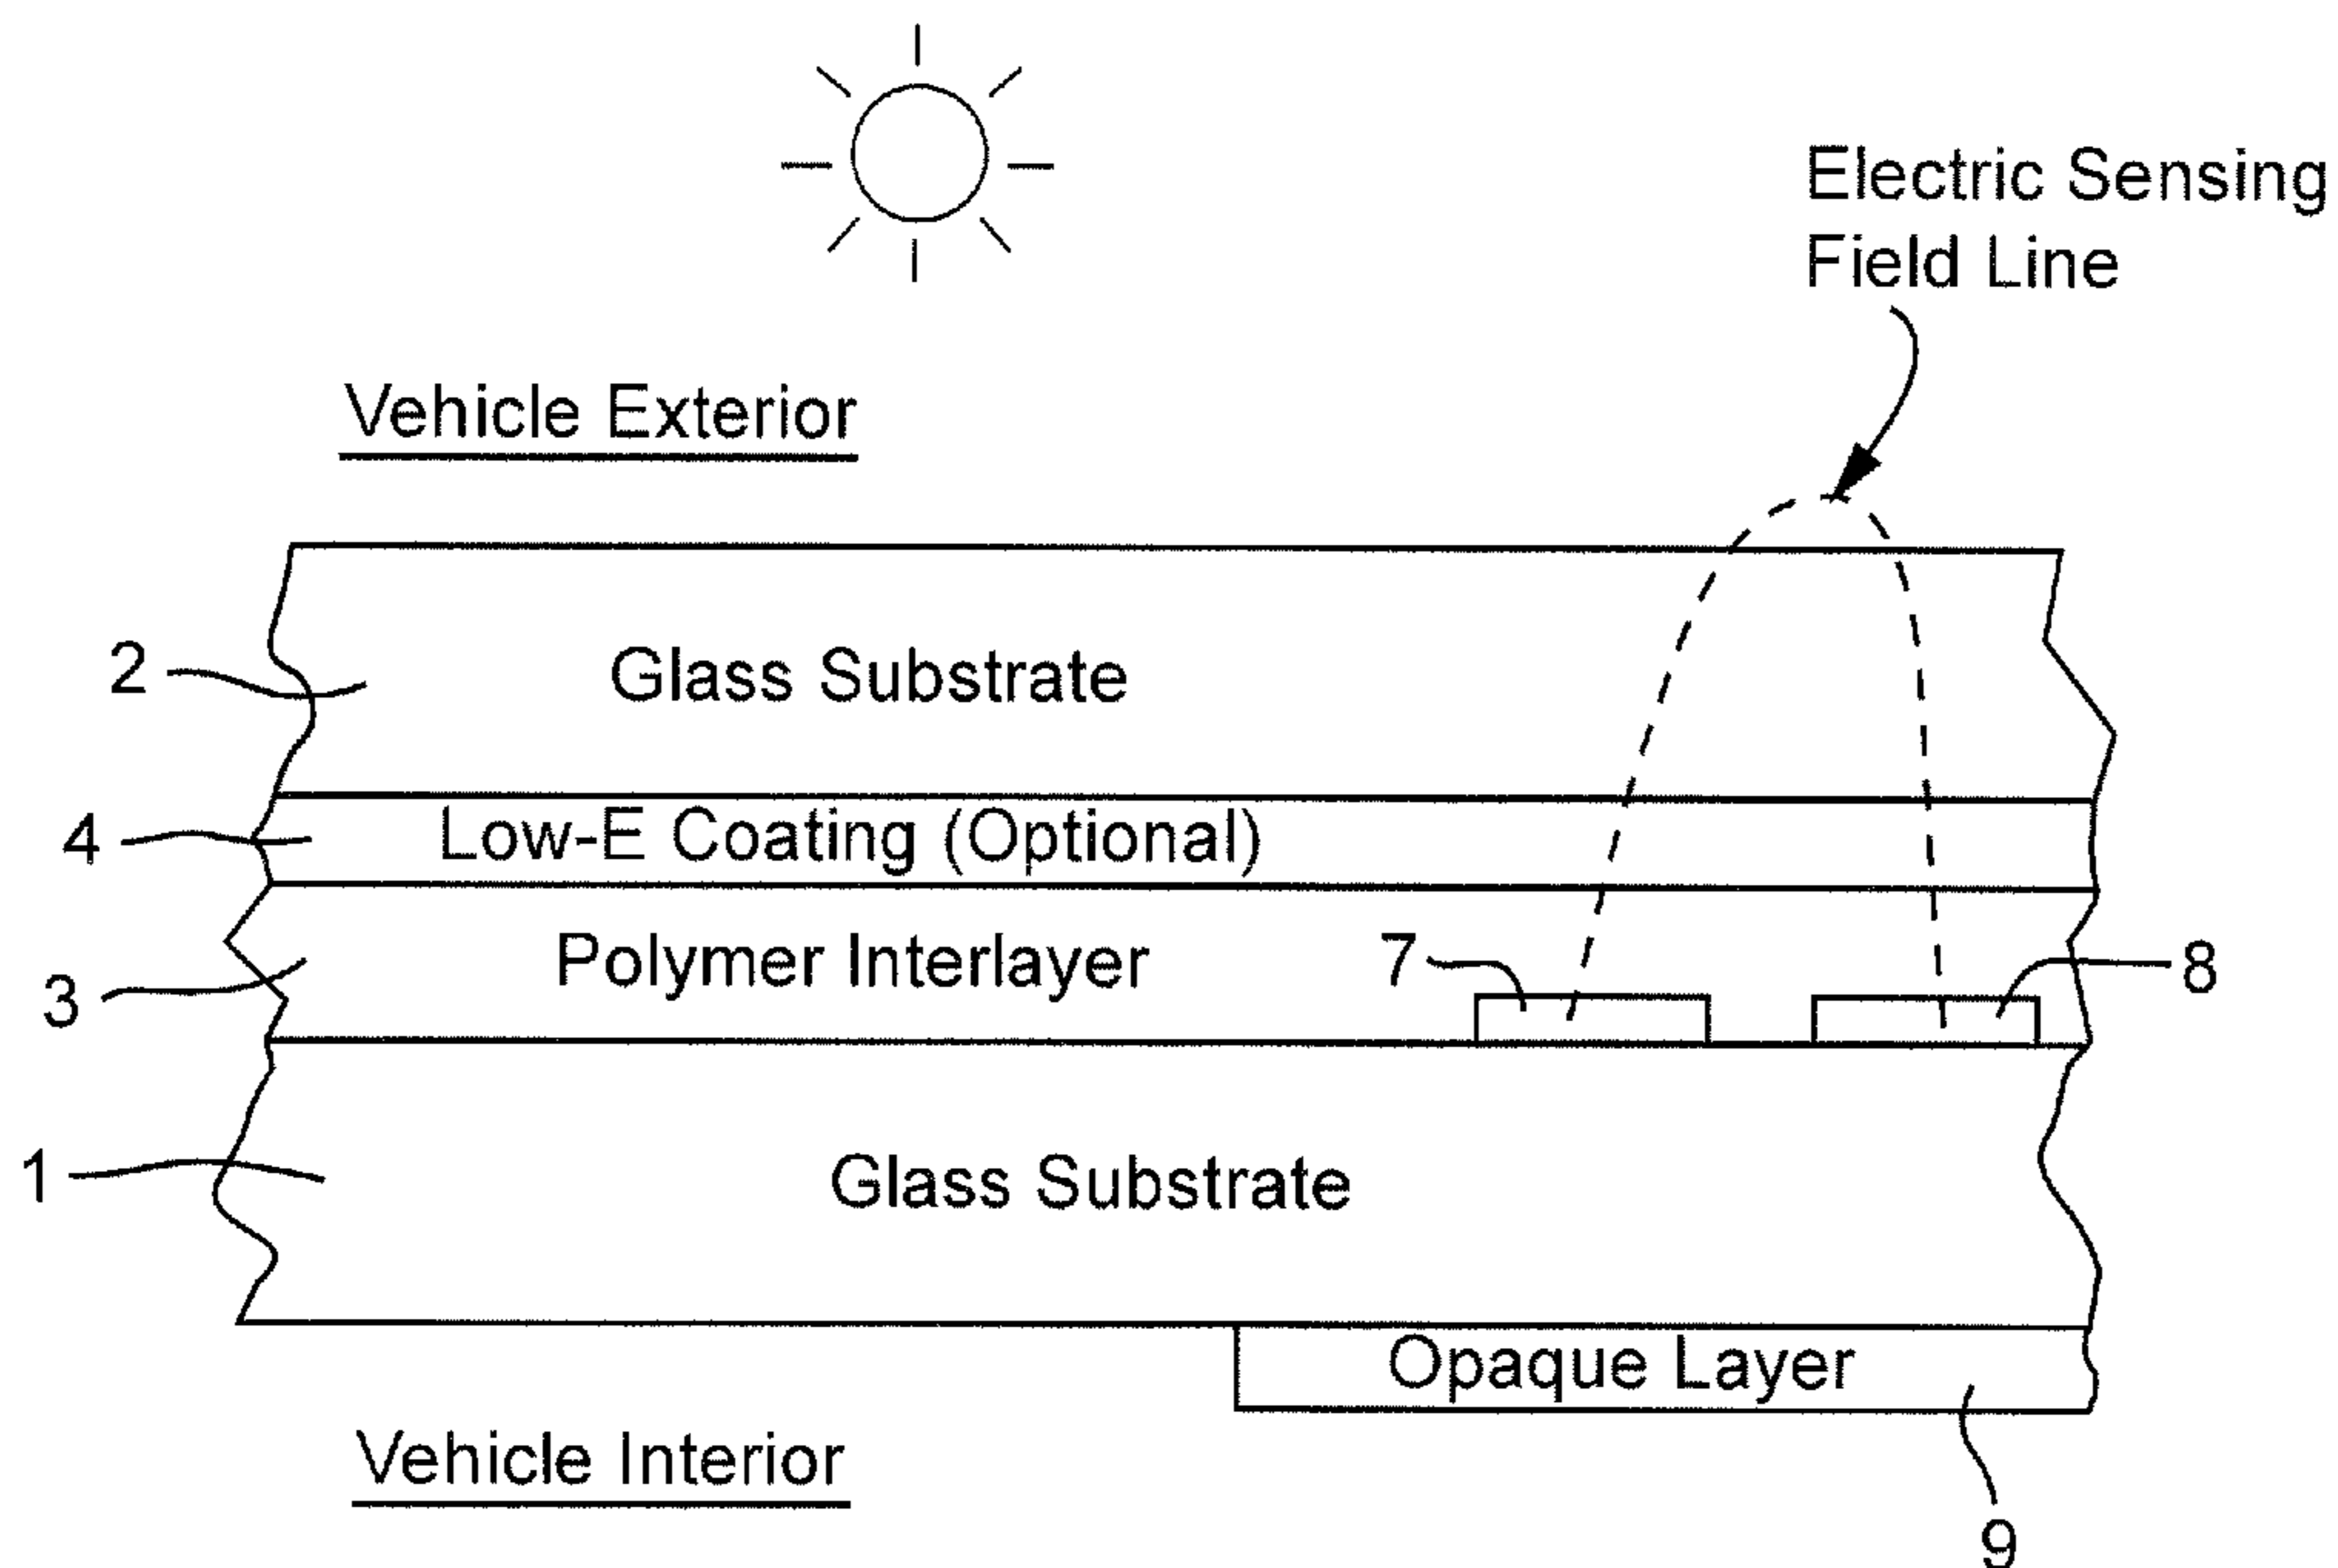 Electric Sensing
Field Line
Vehicle Exterior
2
Glass Substrate
4
Low-E Coating (Optional)
3
Polymer Interlayer
7
8
1
Glass Substrate
Opaque Layer
Vehicle Interior
9